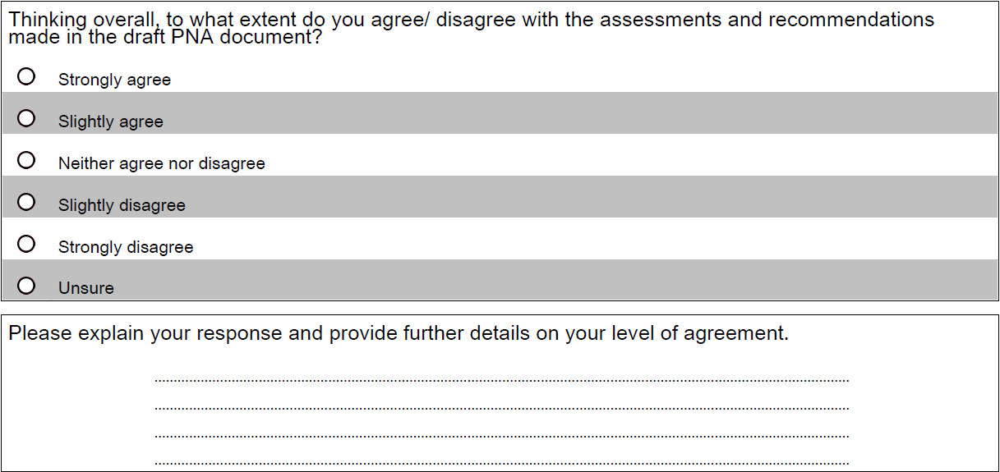 Thinking overall, to what extent do you agree/ disagree with the assessments and recommendations
made in the draft PNA document?
Strongly agree
Slightly agree
Neither agree nor disagree
Slightly disagree
Strongly disagree
Unsure
Please explain your response and provide further details on your level of agreement.